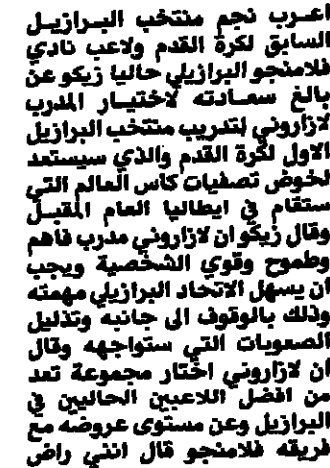 اعرب نجم منتخب البرازيل
السابق لكرة القدم ولاعب نادي
فلامنجو البرازيلي حاليا زيكو عن
بالغ سعادته لاختيار المدرب
لازاروني لتدريب منتخب البرازيل
الاول لكرة القدم والذي سيستعد
لخوض تصفيات كاس العالم التي
ستقام في ايطاليا العام المقبل
وقال زيكو ان لازاروني مدرب فاهم
وطموح وقوي الشخصية ويجب
ان يسهل الاتحاد البرازيلي مهمته
وذلك بالوقوف الى جانبه وتذليل
الصعوبات التي ستواجهه وقال
ان لازاروني اختار مجموعة تعد
من افضل اللاعبين الحاليين في
البرازيل وعن مستوى عروضه مع
فريقه فلامنجو قال انني راض